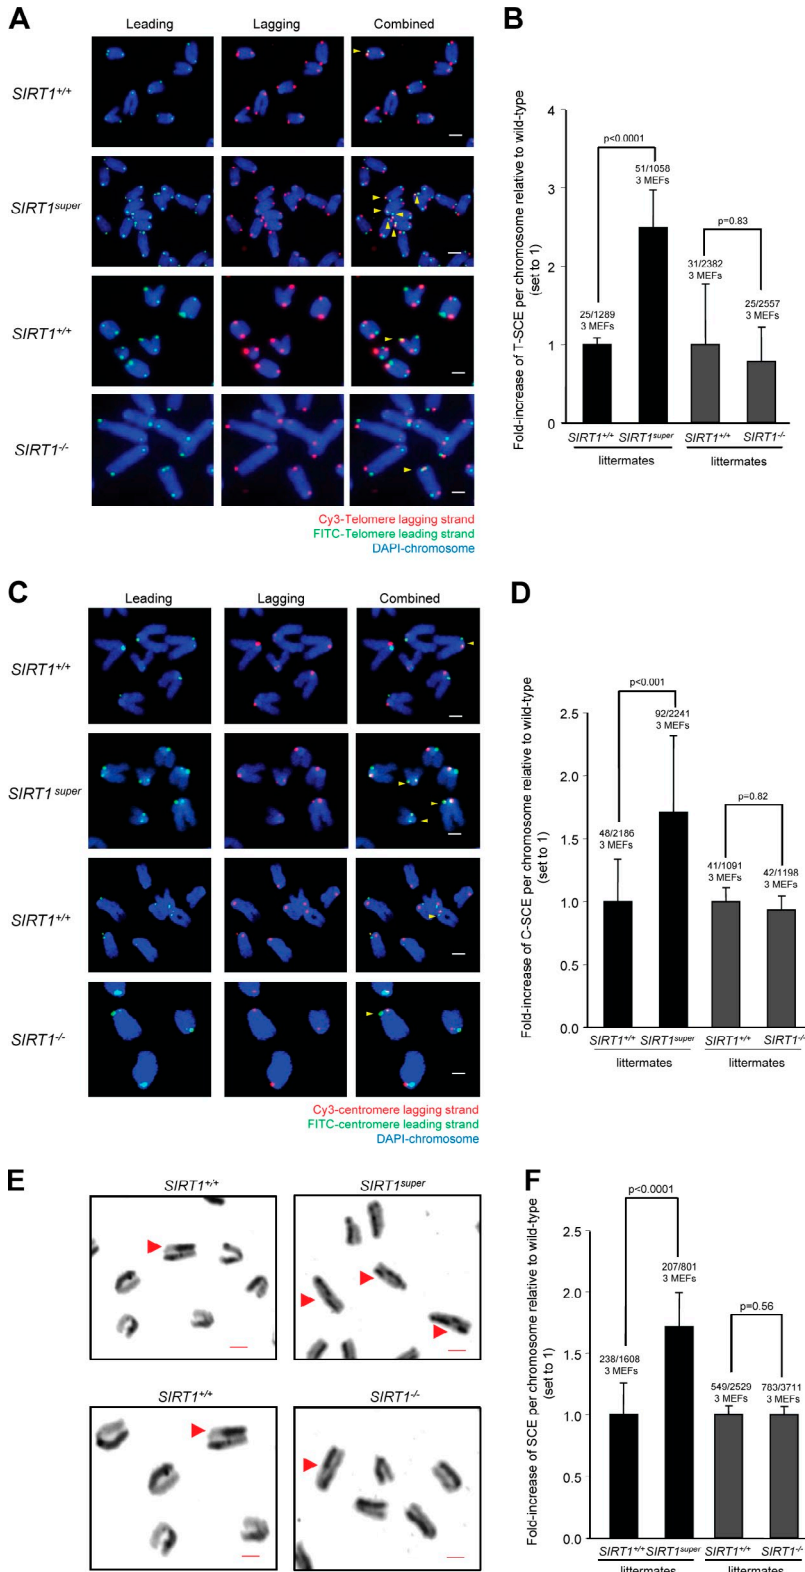 A
Leading Lagging Combined
SIRT1+/+
SIRT1super
SIRT1+/+
SIRT1-/-
Cy3-Telomere lagging strand
FITC-Telomere leading strand
DAPI-chromosome
B
Fold-increase of T-SCE per chromosome relative to wild-type
(set to 1)
4
3
2
1
0
p<0.0001
51/1058
3 MEFs
p=0.83
31/2382
3 MEFs
25/1289
3 MEFs
25/2557
3 MEFs
SIRT1+/+ SIRT1super SIRT1+/+ SIRT1-/-
littermates littermates
C
Leading Lagging Combined
SIRT1+/+
SIRT1super
SIRT1+/+
SIRT1-/-
Cy3-centromere lagging strand
FITC-centromere leading strand
DAPI-chromosome
D
Fold-increase of C-SCE per chromosome relative to wild-type
(set to 1)
2.5
2.0
1.5
1.0
0.5
0.0
p<0.001
92/2241
3 MEFs
p=0.82
48/2186
3 MEFs
41/1091
3 MEFs
42/1198
3 MEFs
SIRT1+/+ SIRT1super SIRT1+/+ SIRT1-/-
littermates littermates
E
SIRT1+/+ SIRT1super
SIRT1+/+ SIRT1-/-
F
Fold-increase of SCE per chromosome relative to wild-type
(set to 1)
2.5
2.0
1.5
1.0
0.5
0.0
p<0.0001
207/801
3 MEFs
p=0.56
238/1608
3 MEFs
549/2529
3 MEFs
783/3711
3 MEFs
SIRT1+/+ SIRT1super SIRT1+/+ SIRT1-/-
littermates littermates